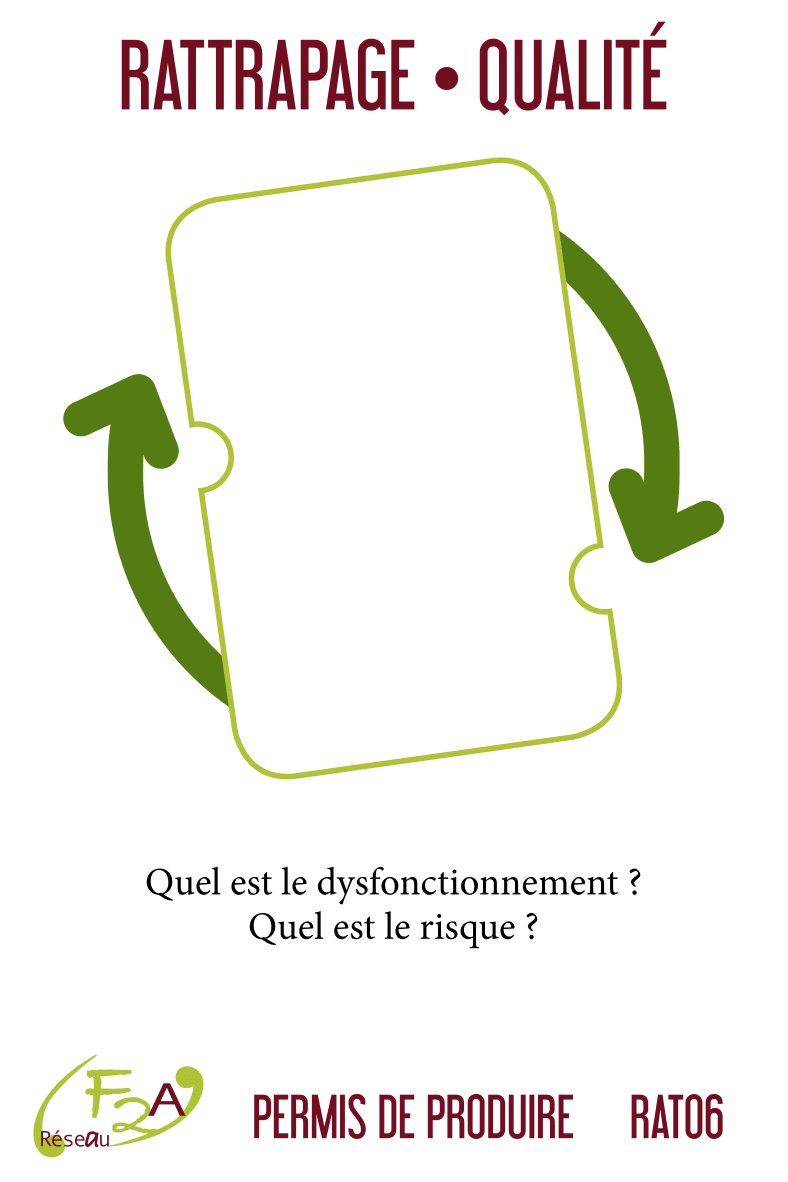 RATTRAPAGE • QUALITÉ
Quel est le dysfonctionnement ?
Quel est le risque ?
F2A
Réseau
PERMIS DE PRODUIRE RAT06